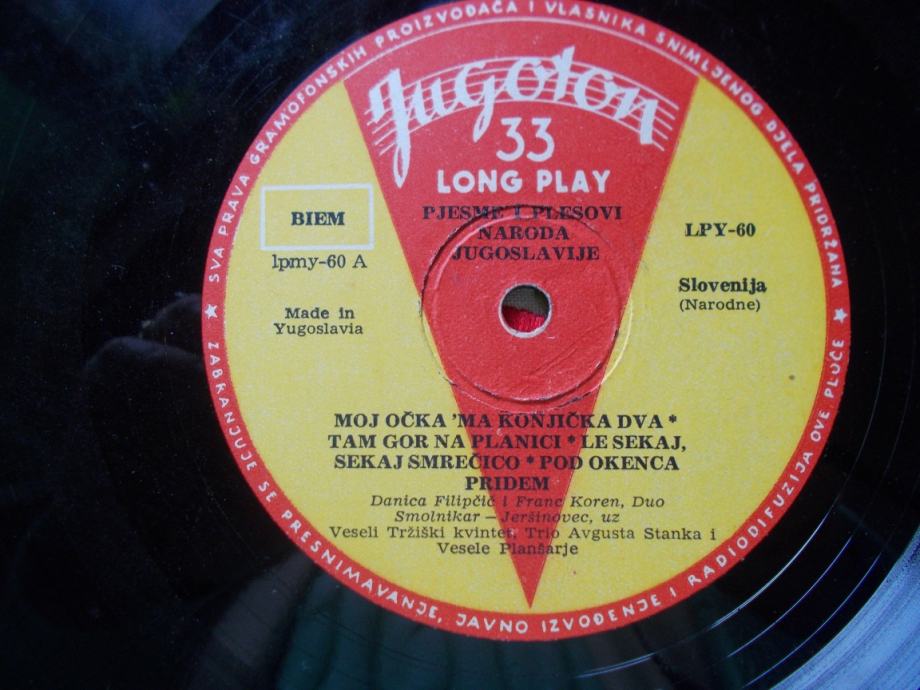 SVA PRAVA GRAMOFONSKIH PROIZVOĐAČA I VLASNIKA SNIMLJENOG DJELA PRIDRŽANA ★
Jugoton
33
LONG PLAY
PJESME I PLESOVI
NARODA
JUGOSLAVIJE
BIEM
lpmy-60 A
Made in
Yugoslavia
LPY-60
Slovenija
(Narodne)
MOJ OČKA 'MA KONJIČKA DVA *
TAM GOR NA PLANICI * LE SEKAJ,
SEKAJ SMREČICO * POD OKENCA
PRIDEM
Danica Filipčič i Franc Koren, Duo
Smolnikar – Jeršinovec, uz
Veseli Tržiški kvintet, Trio Avgusta Stanka i
Vesele Planšarje
★ ZABRANJUJE SE PRESNIMAVANJE, JAVNO IZVOĐENJE I RADIODIFUZIJA OVE PLOČE